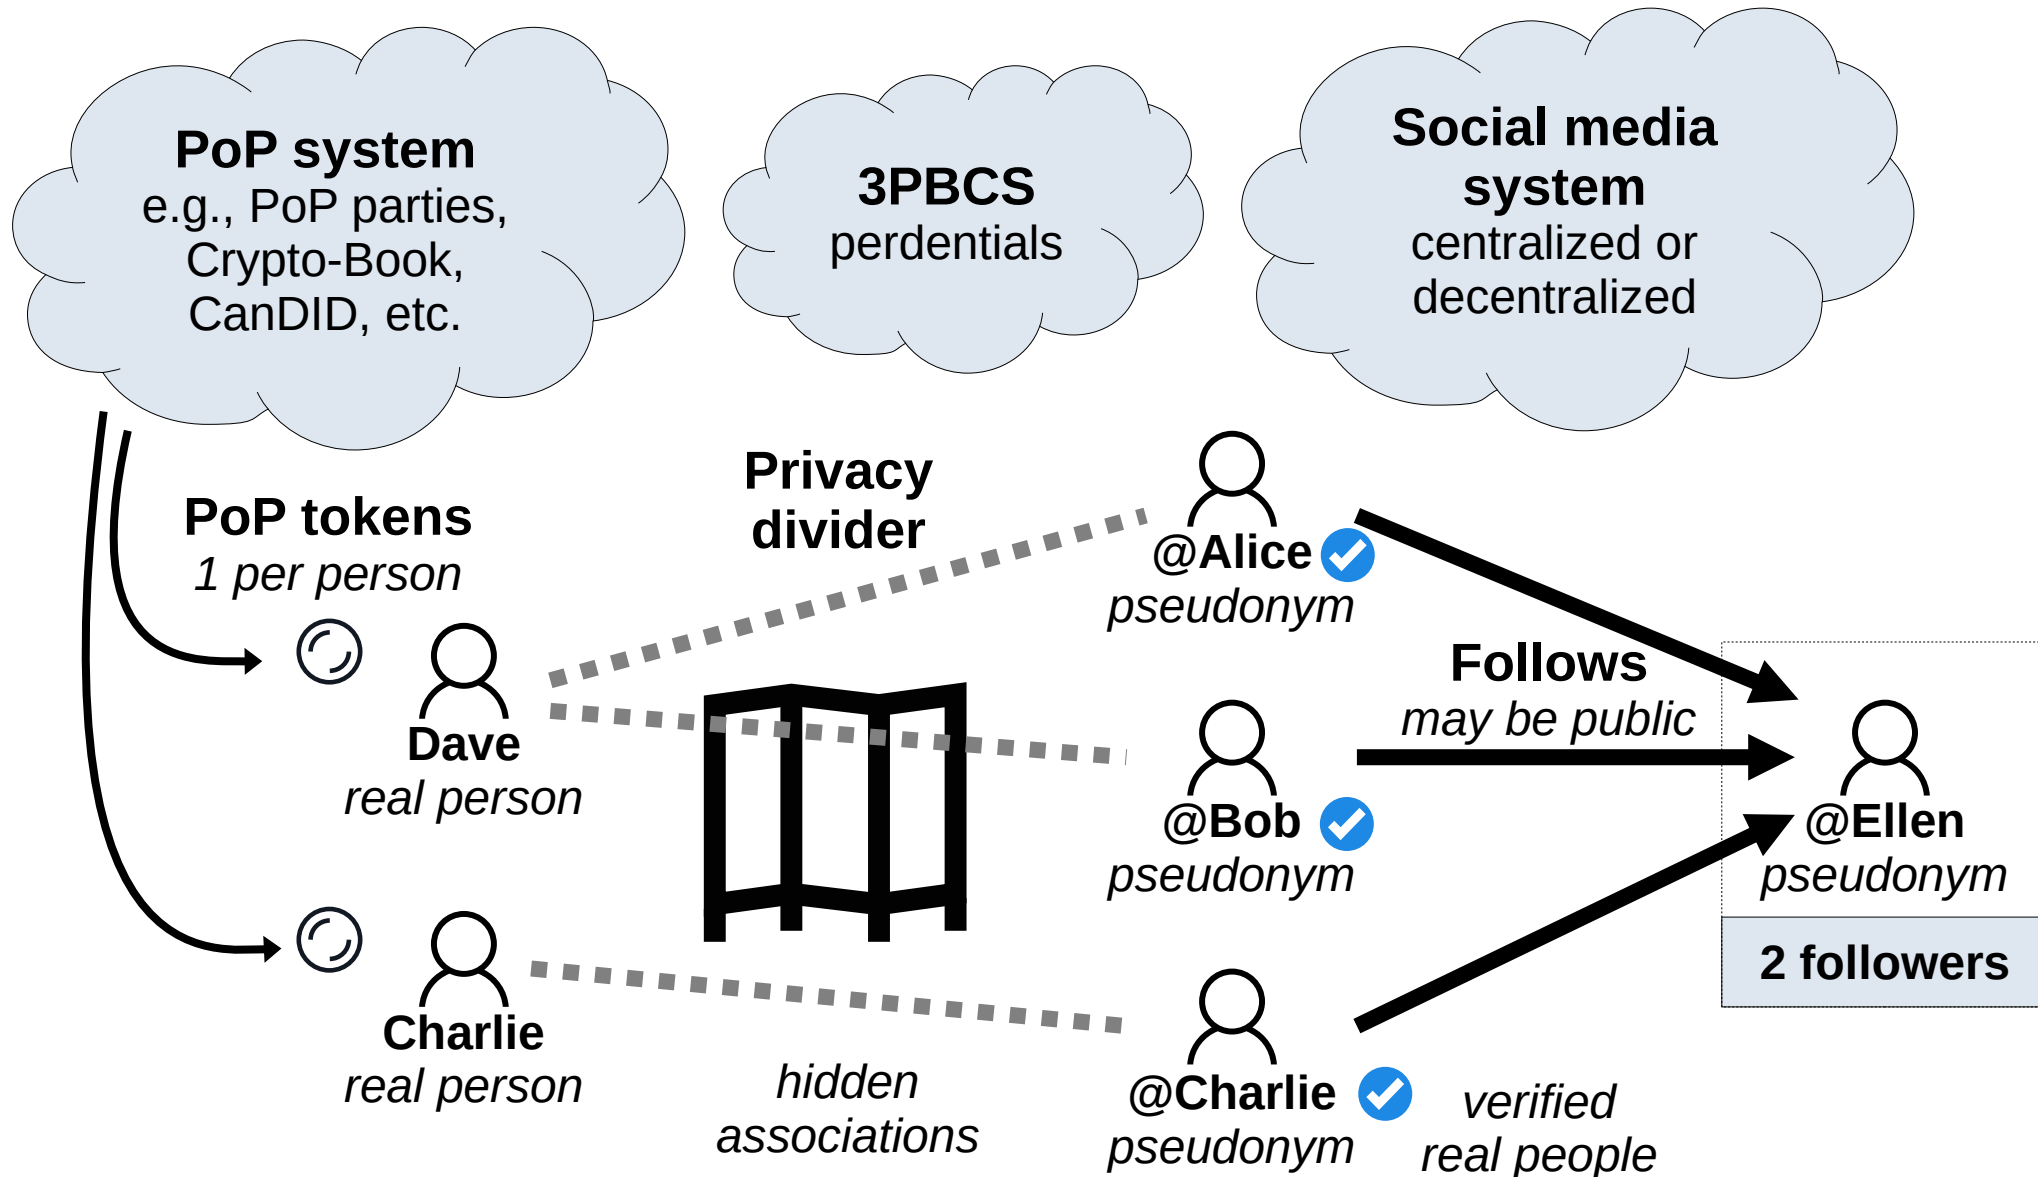 PoP system
e.g., PoP parties,
Crypto-Book,
CanDID, etc.
3PBCS
perdentials
Social media
system
centralized or
decentralized
PoP tokens
1 per person
Privacy
divider
@Alice
pseudonym
Follows
may be public
Dave
real person
@Bob
pseudonym
@Ellen
pseudonym
2 followers
Charlie
real person
hidden
associations
@Charlie
pseudonym
verified
real people